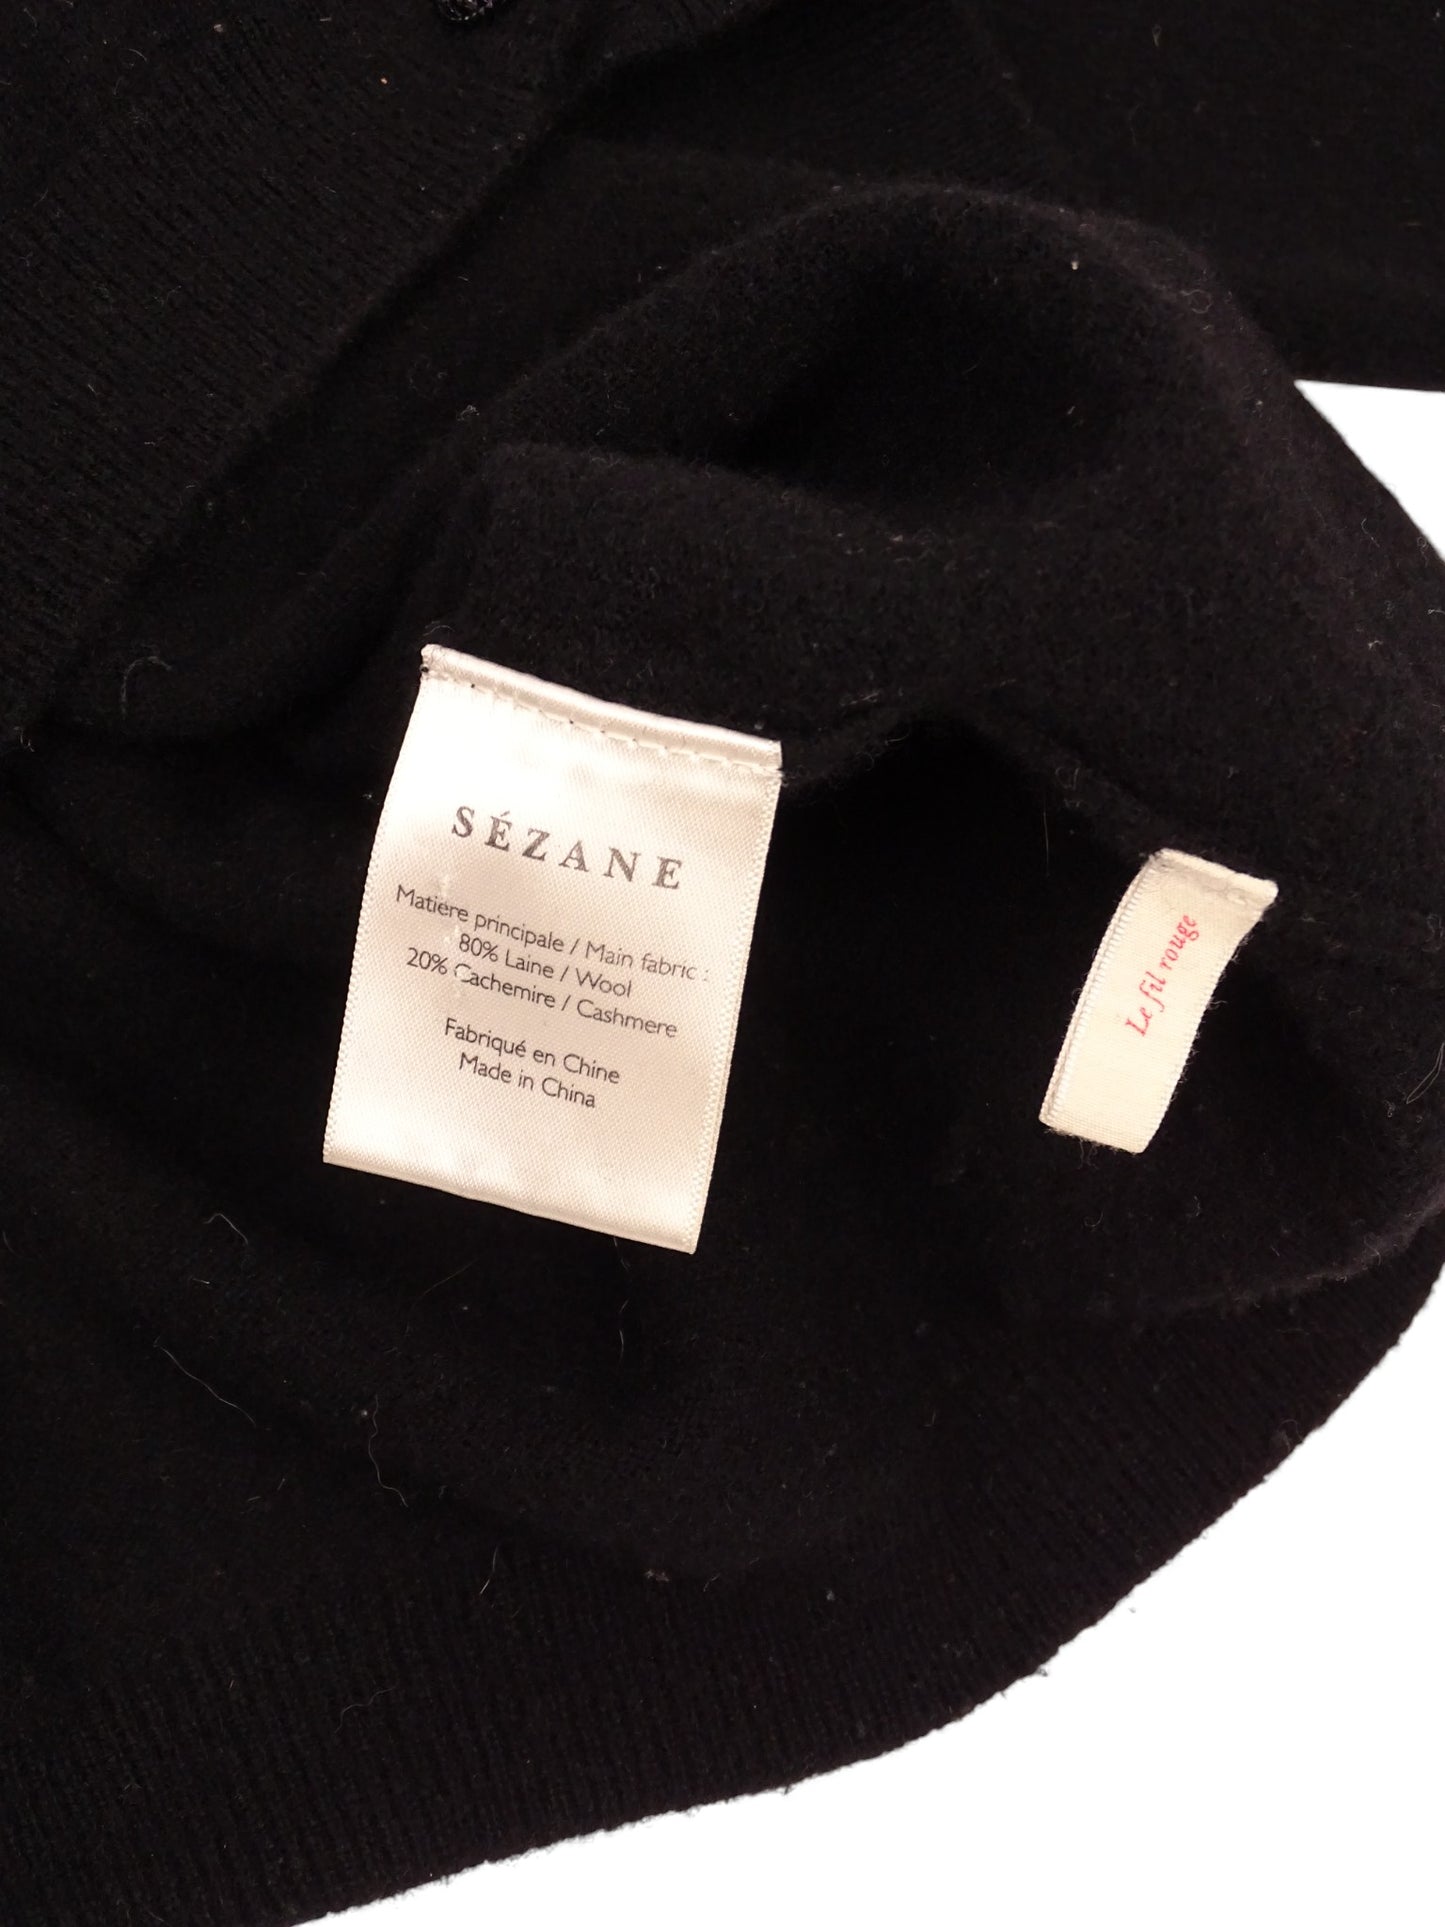 SÉZANE
Matière principale / Main fabric :
80% Laine / Wool
20% Cachemire / Cashmere
Fabriqué en Chine
Made in China
Le fil rouge